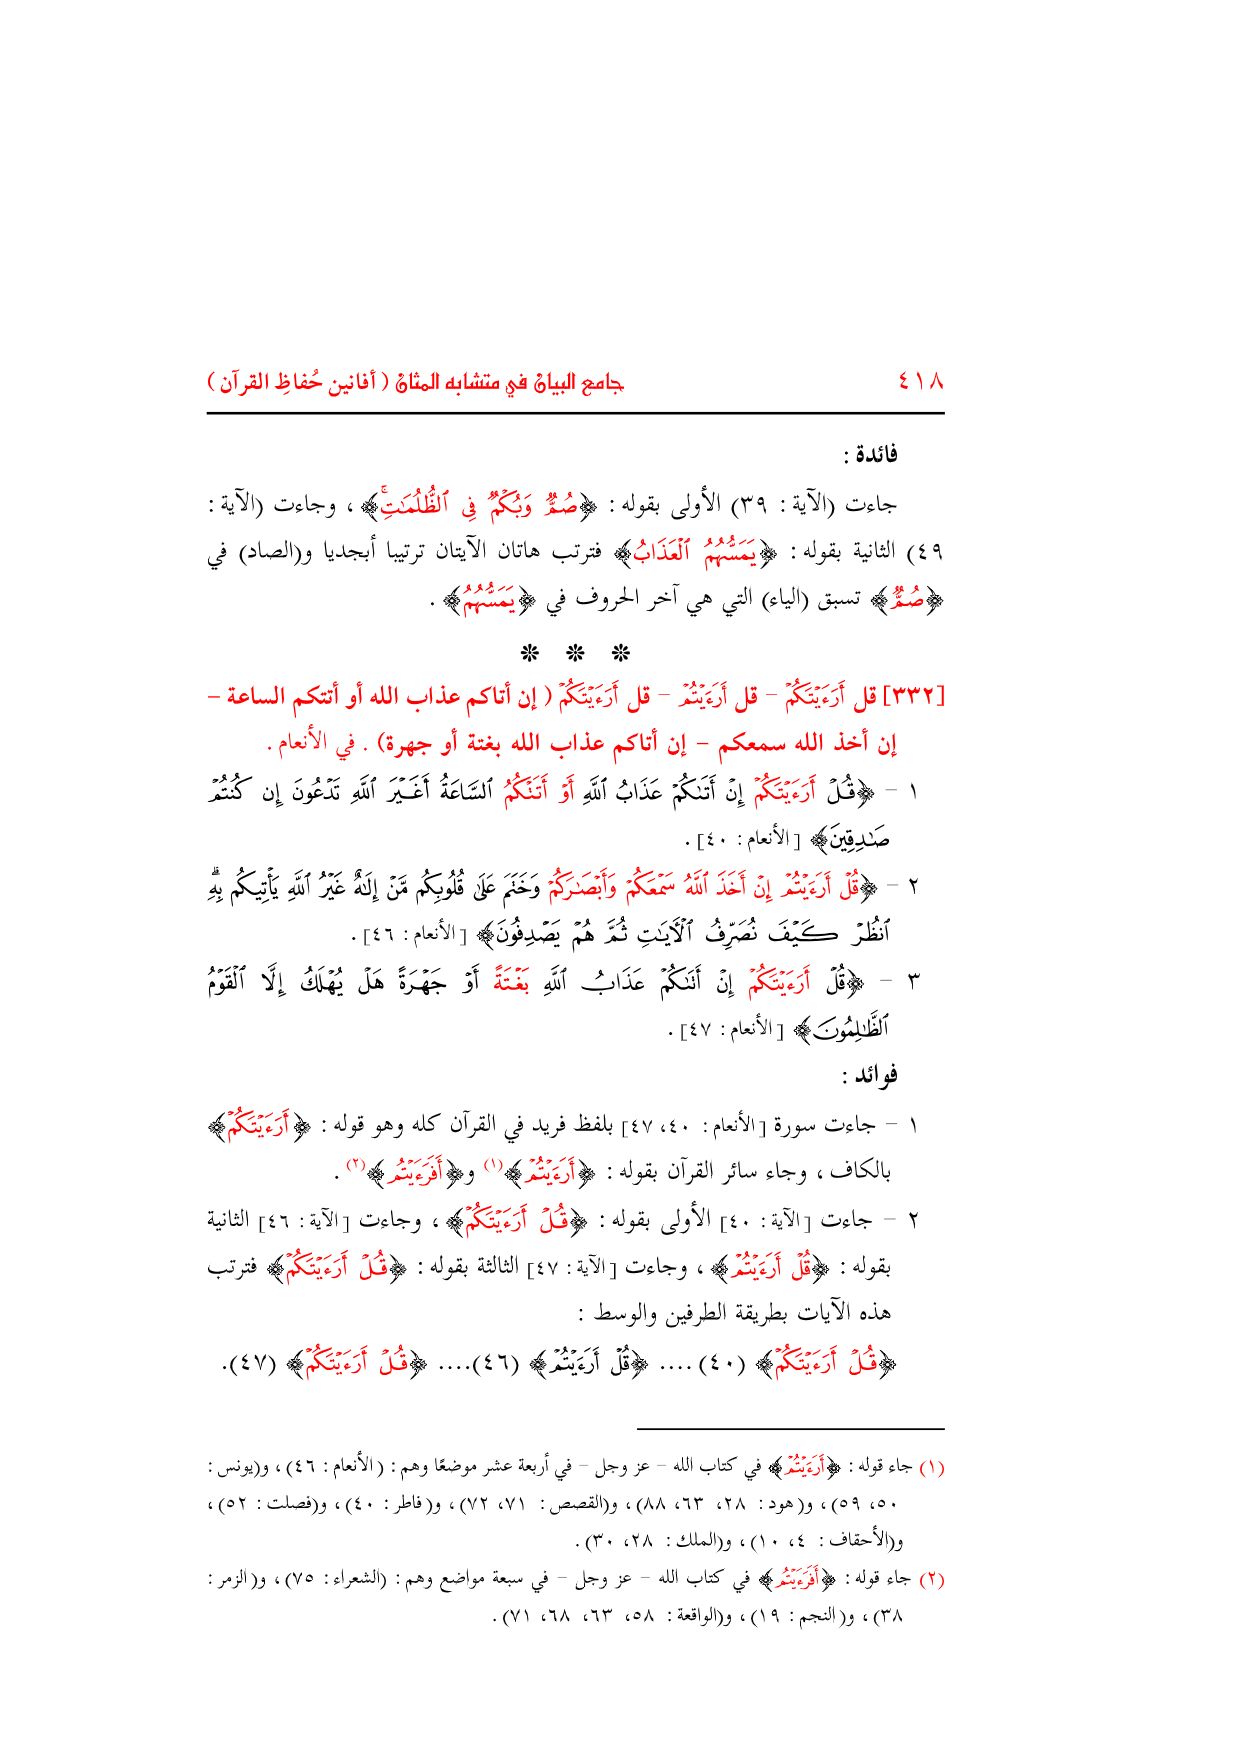 ٤١٨ جامع البيان في متشابه المثان ( أفانين حُفاظِ القرآن )
فائدة :
جاءت (الآية : ٣٩) الأولى بقوله : ﴿صُمٌّ وَبُكْمٌ فِى ٱلظُّلُمَٰتِۗ﴾ ، وجاءت (الآية :
٤٩) الثانية بقوله : ﴿يَمَسُّهُمُ ٱلْعَذَابُ﴾ فترتب هاتان الآيتان ترتيبا أبجديا و(الصاد) في
﴿صُمٌّ﴾ تسبق (الياء) التي هي آخر الحروف في ﴿يَمَسُّهُمُ﴾ .
❊ ❊ ❊
[٣٣٢] قل أَرَءَيْتَكُمْ – قل أَرَءَيْتُمْ – قل أَرَءَيْتَكُمْ ( إن أتاكم عذاب الله أو أتتكم الساعة –
إن أخذ الله سمعكم – إن أتاكم عذاب الله بغتة أو جهرة) . في الأنعام .
١ – ﴿قُلْ أَرَءَيْتَكُمْ إِنْ أَتَىٰكُمْ عَذَابُ ٱللَّهِ أَوْ أَتَتْكُمُ ٱلسَّاعَةُ أَغَيْرَ ٱللَّهِ تَدْعُونَ إِن كُنتُمْ
صَٰدِقِينَ﴾ [الأنعام : ٤٠] .
٢ – ﴿قُلْ أَرَءَيْتُمْ إِنْ أَخَذَ ٱللَّهُ سَمْعَكُمْ وَأَبْصَٰرَكُمْ وَخَتَمَ عَلَىٰ قُلُوبِكُم مَّنْ إِلَٰهٌ غَيْرُ ٱللَّهِ يَأْتِيكُم بِهِۗ
ٱنظُرْ كَيْفَ نُصَرِّفُ ٱلْءَايَٰتِ ثُمَّ هُمْ يَصْدِفُونَ﴾ [الأنعام : ٤٦] .
٣ – ﴿قُلْ أَرَءَيْتَكُمْ إِنْ أَتَىٰكُمْ عَذَابُ ٱللَّهِ بَغْتَةً أَوْ جَهْرَةً هَلْ يُهْلَكُ إِلَّا ٱلْقَوْمُ
ٱلظَّٰلِمُونَ﴾ [الأنعام : ٤٧] .
فوائد :
١ – جاءت سورة [الأنعام : ٤٠، ٤٧] بلفظ فريد في القرآن كله وهو قوله : ﴿أَرَءَيْتَكُمْ﴾
بالكاف ، وجاء سائر القرآن بقوله : ﴿أَرَءَيْتُمْ﴾(١) و﴿أَفَرَءَيْتُم﴾(٢) .
٢ – جاءت [الآية : ٤٠] الأولى بقوله : ﴿قُلْ أَرَءَيْتَكُمْ﴾ ، وجاءت [الآية : ٤٦] الثانية
بقوله : ﴿قُلْ أَرَءَيْتُمْ﴾ ، وجاءت [الآية : ٤٧] الثالثة بقوله : ﴿قُلْ أَرَءَيْتَكُمْ﴾ فترتب
هذه الآيات بطريقة الطرفين والوسط :
﴿قُلْ أَرَءَيْتَكُمْ﴾ (٤٠) .... ﴿قُلْ أَرَءَيْتُمْ﴾ (٤٦).... ﴿قُلْ أَرَءَيْتَكُمْ﴾ (٤٧).
(١) جاء قوله : ﴿أَرَءَيْتُمْ﴾ في كتاب الله – عز وجل – في أربعة عشر موضعًا وهم : (الأنعام : ٤٦) ، و(يونس :
٥٠، ٥٩) ، و(هود : ٢٨، ٦٣، ٨٨) ، و(القصص : ٧١، ٧٢) ، و(فاطر : ٤٠) ، و(فصلت : ٥٢) ،
و(الأحقاف : ٤، ١٠) ، و(الملك : ٢٨، ٣٠) .
(٢) جاء قوله : ﴿أَفَرَءَيْتُم﴾ في كتاب الله – عز وجل – في سبعة مواضع وهم : (الشعراء : ٧٥) ، و(الزمر :
٣٨) ، و(النجم : ١٩) ، و(الواقعة : ٥٨، ٦٣، ٦٨، ٧١) .